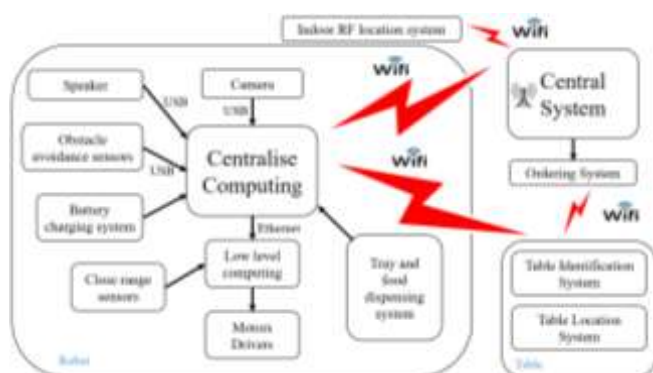 Indoor RF location system
WiFi
WiFi
Speaker
Camera
USB
USB
Central
System
Obstacle
avoidance sensors
USB
Centralise
Computing
WiFi
Ordering System
WiFi
Battery
charging system
Ethernet
Low level
computing
Close range
sensors
Tray and
food
dispensing
system
Table Identification
System
Motors
Drivers
Table Location
System
Robot
Table